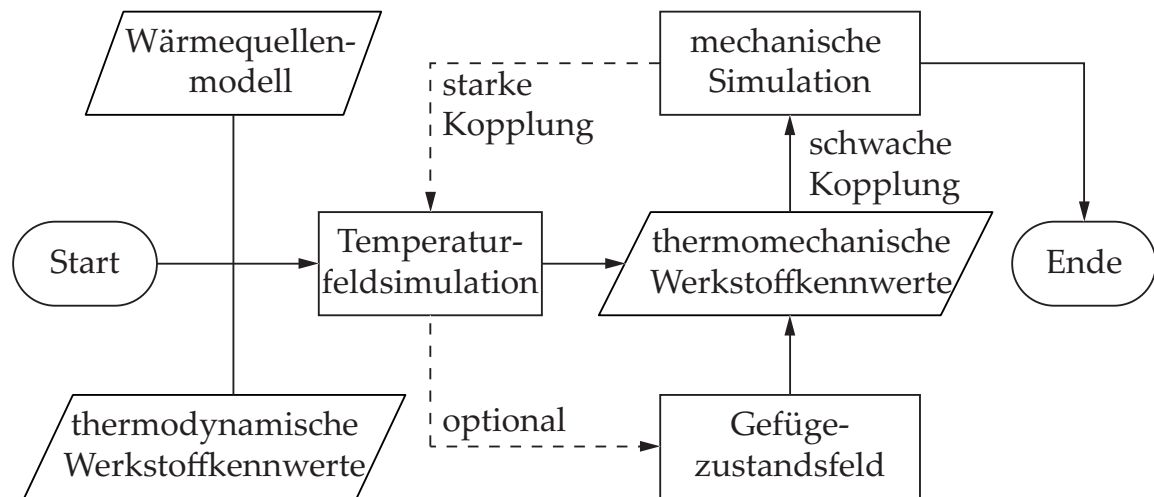 Wärmequellen-
modell
mechanische
Simulation
starke
Kopplung
schwache
Kopplung
Start
Temperatur-
feldsimulation
thermomechanische
Werkstoffkennwerte
Ende
thermodynamische
Werkstoffkennwerte
optional
Gefüge-
zustandsfeld